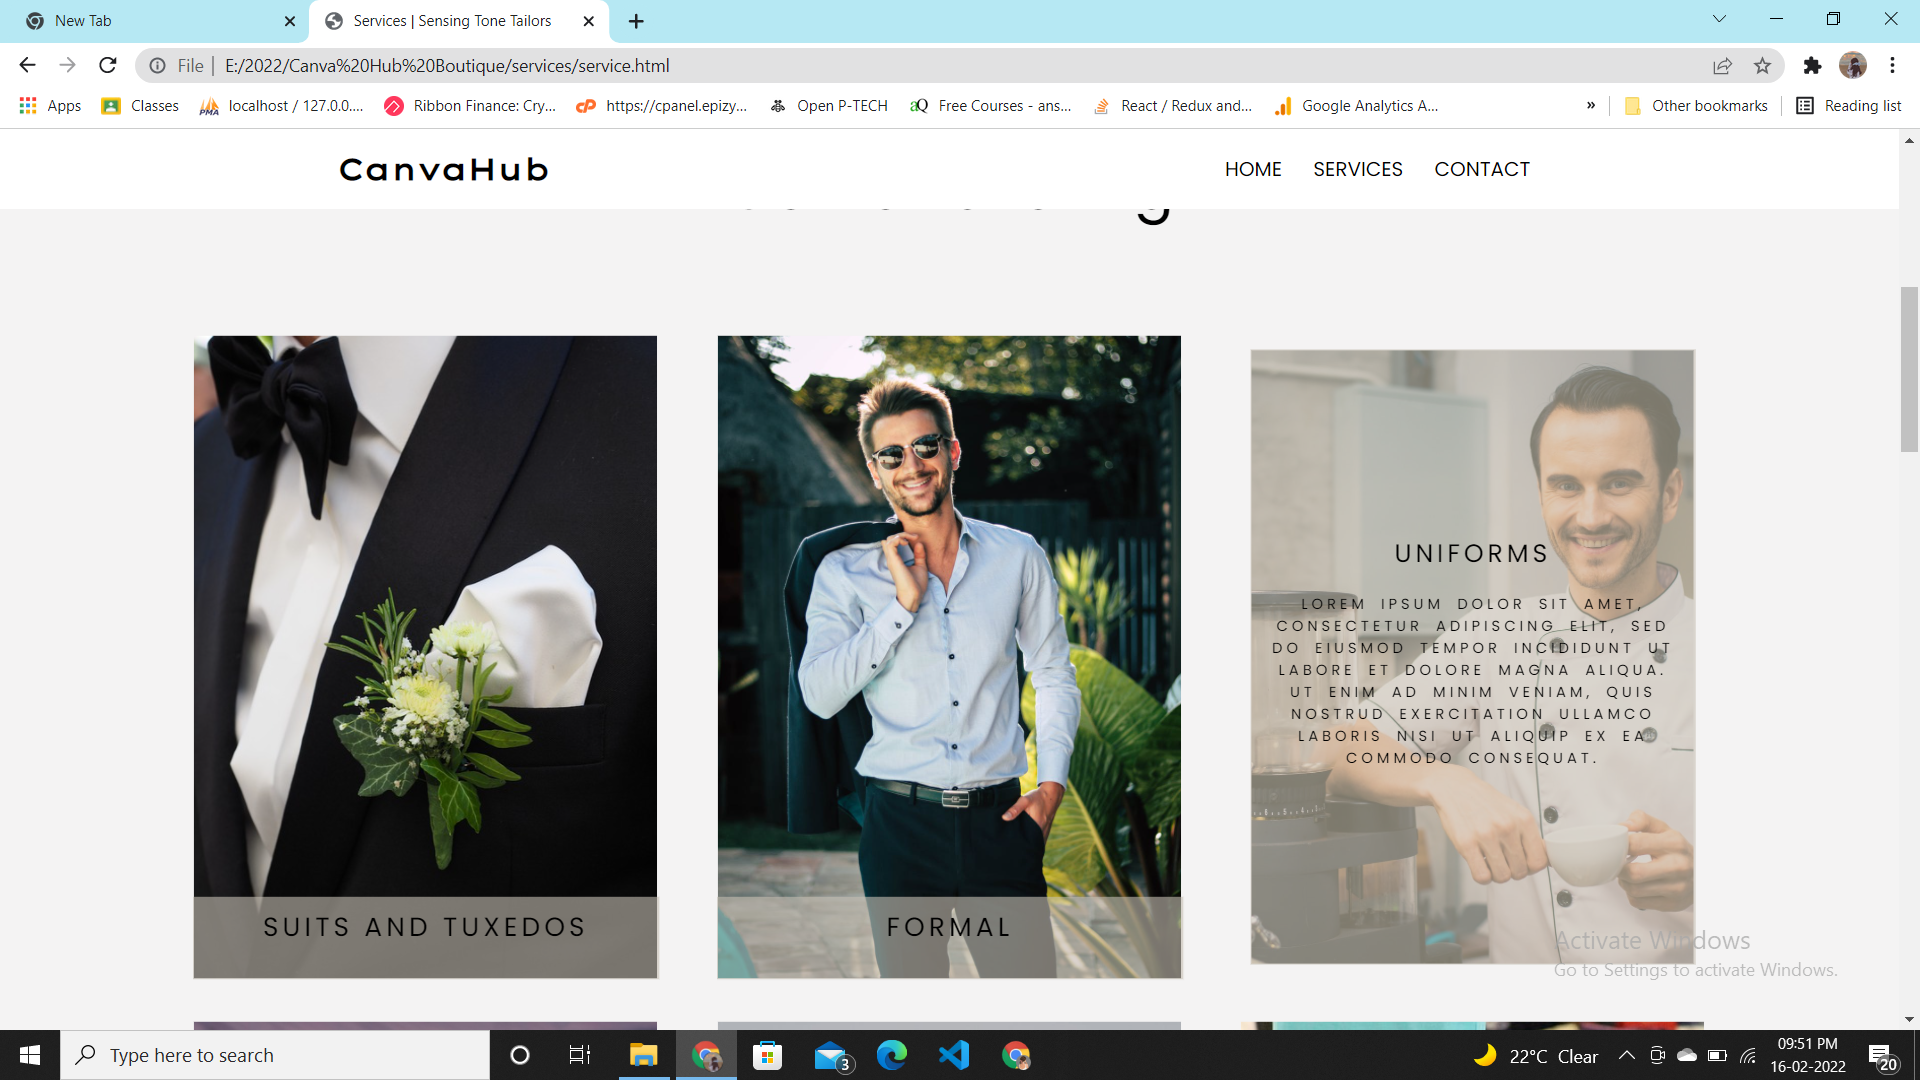 New Tab
Services | Sensing Tone Tailors
File | E:/2022/Canva%20Hub%20Boutique/services/service.html
Apps
Classes
localhost / 127.0.0....
Ribbon Finance: Cry...
https://cpanel.epizy...
Open P-TECH
Free Courses - ans...
React / Redux and...
Google Analytics A...
»
Other bookmarks
Reading list
PMA
CanvaHub
HOME SERVICES CONTACT
SUITS AND TUXEDOS
FORMAL
UNIFORMS
LOREM IPSUM DOLOR SIT AMET,
CONSECTETUR ADIPISCING ELIT, SED
DO EIUSMOD TEMPOR INCIDIDUNT UT
LABORE ET DOLORE MAGNA ALIQUA.
UT ENIM AD MINIM VENIAM, QUIS
NOSTRUD EXERCITATION ULLAMCO
LABORIS NISI UT ALIQUIP EX EA
COMMODO CONSEQUAT.
Activate Windows
Go to Settings to activate Windows.
Type here to search
3
22°C Clear
09:51 PM
16-02-2022
20